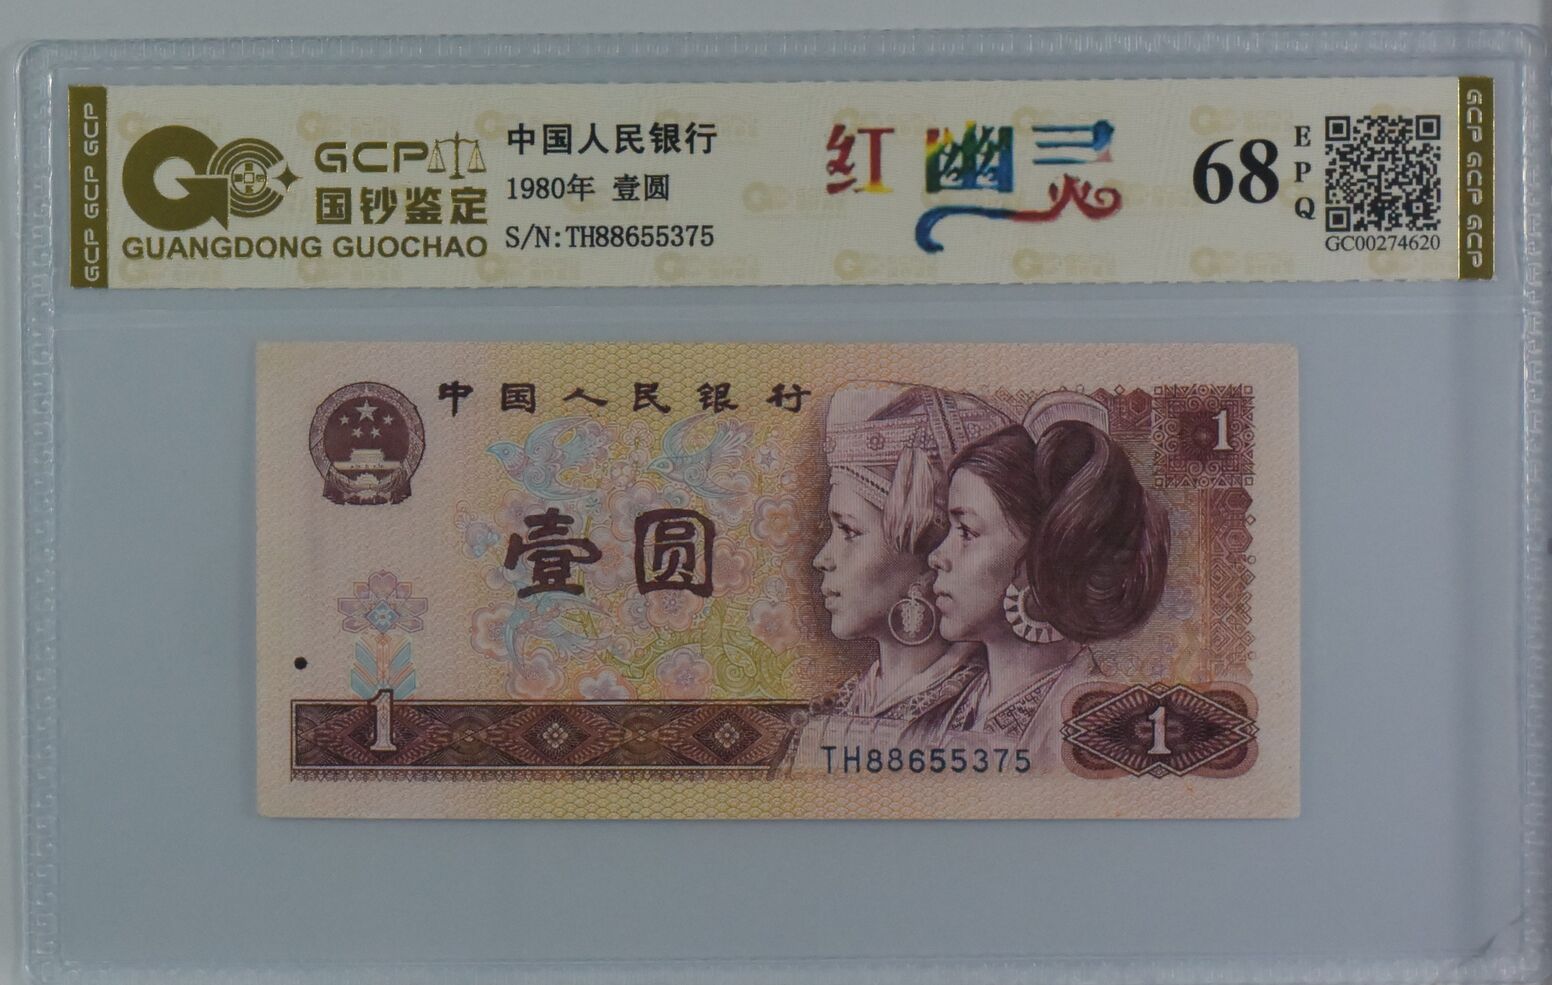 GCP GCP GCP
GCP
国钞鉴定
GUANGDONG GUOCHAO
中国人民银行
1980年 壹圆
S/N:TH88655375
红幽灵
68
EPQ
GC00274620
GCP GCP GCP
中国人民银行
1
壹圆
1
TH88655375
1